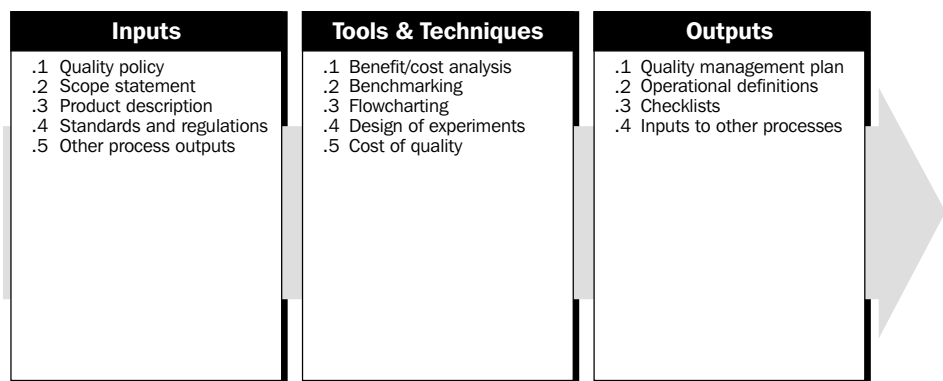 Inputs
.1 Quality policy
.2 Scope statement
.3 Product description
.4 Standards and regulations
.5 Other process outputs
Tools & Techniques
.1 Benefit/cost analysis
.2 Benchmarking
.3 Flowcharting
.4 Design of experiments
.5 Cost of quality
Outputs
.1 Quality management plan
.2 Operational definitions
.3 Checklists
.4 Inputs to other processes